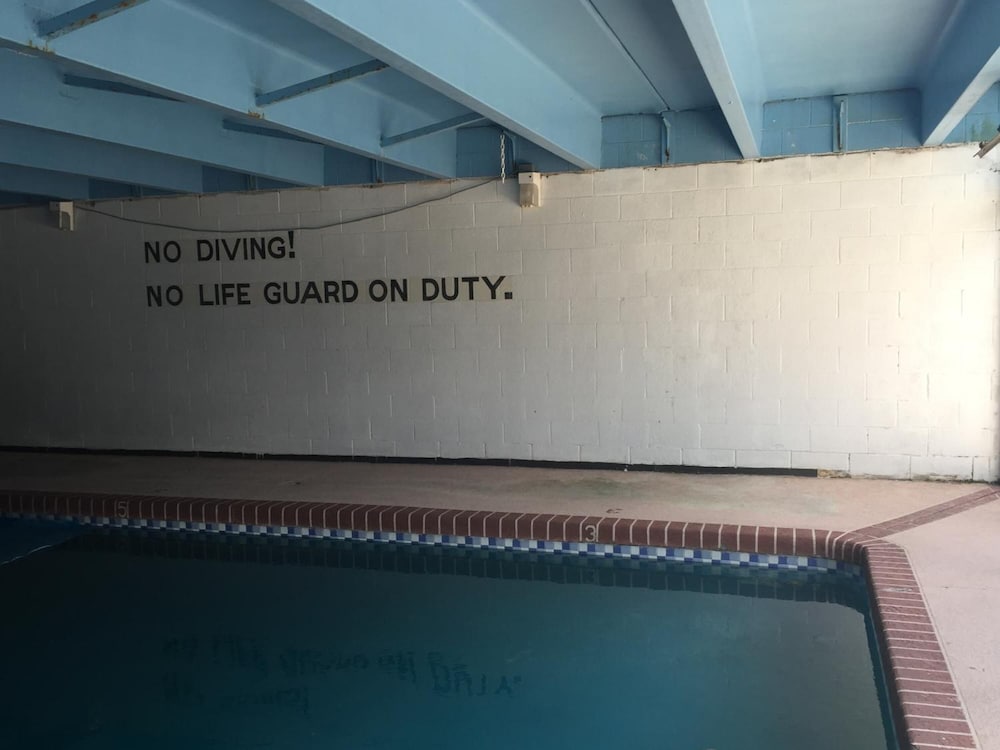 NO DIVING!
NO LIFE GUARD ON DUTY.
5
3